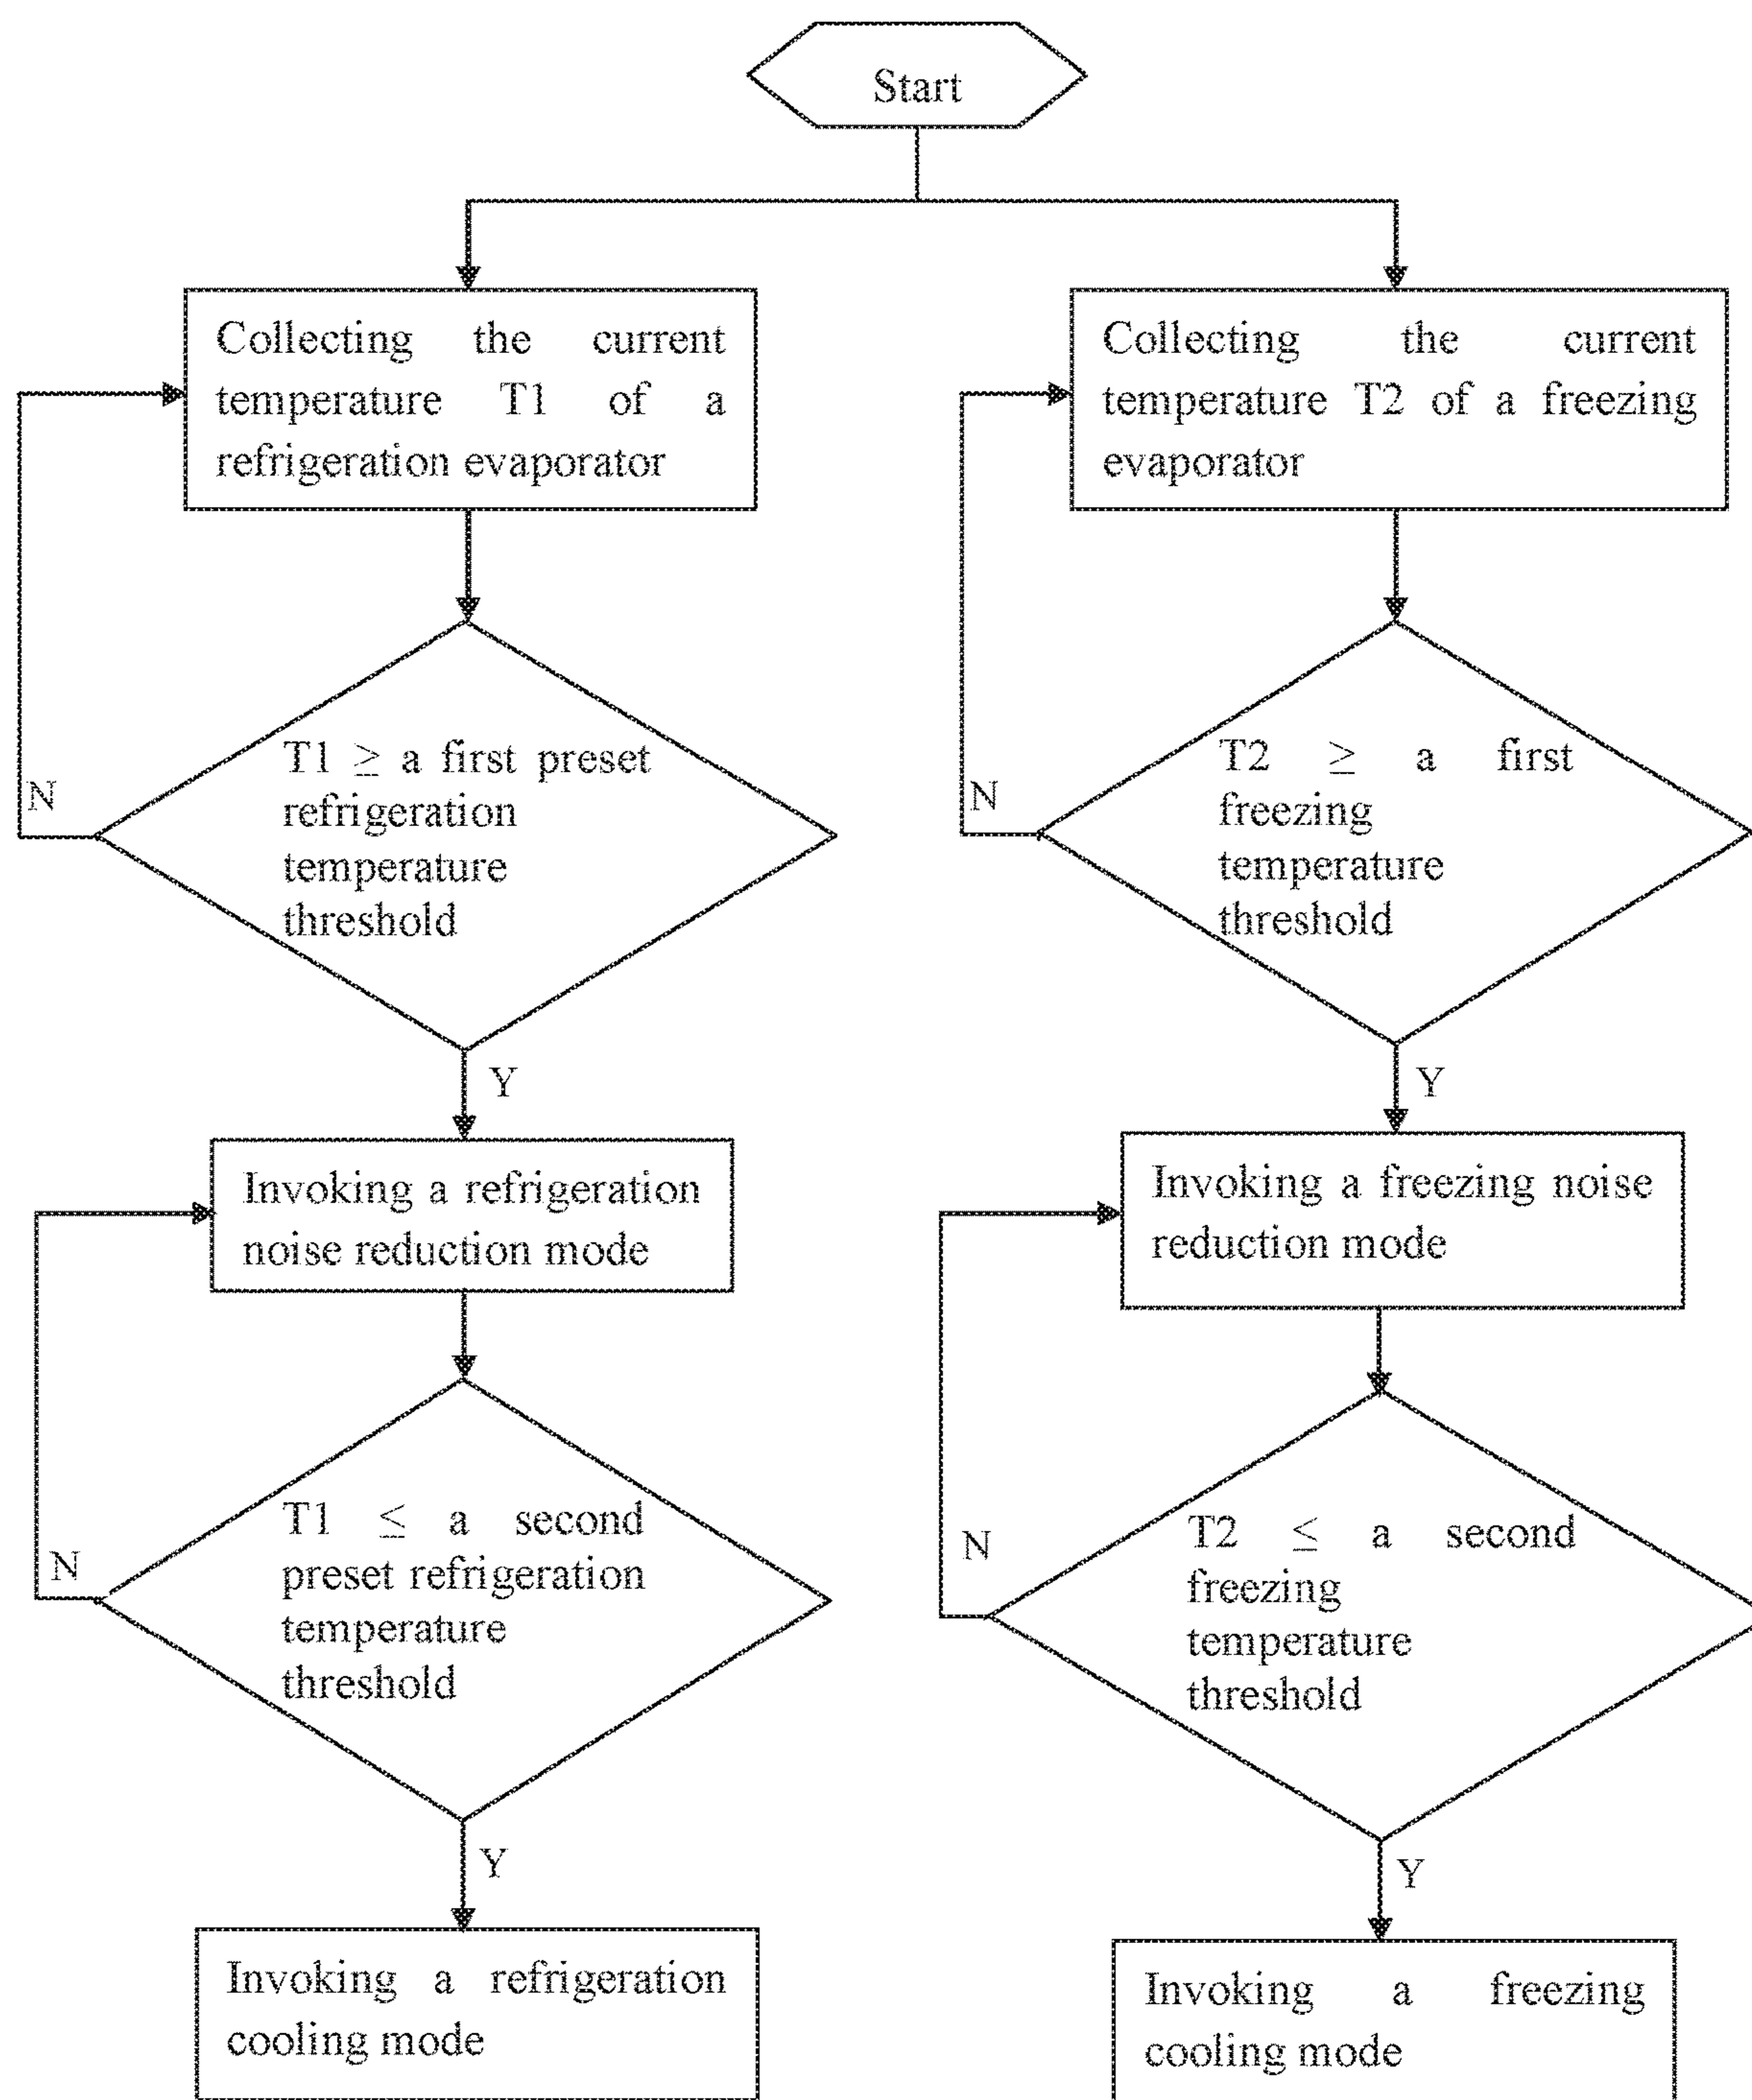 Start
Collecting the current
temperature T1 of a
refrigeration evaporator
Collecting the current
temperature T2 of a freezing
evaporator
T1 ≥ a first preset
refrigeration
temperature
threshold
N
Y
T2 ≥ a first
freezing
temperature
threshold
N
Y
Invoking a refrigeration
noise reduction mode
Invoking a freezing noise
reduction mode
T1 ≤ a second
preset refrigeration
temperature
threshold
N
Y
T2 ≤ a second
freezing
temperature
threshold
N
Y
Invoking a refrigeration
cooling mode
Invoking a freezing
cooling mode